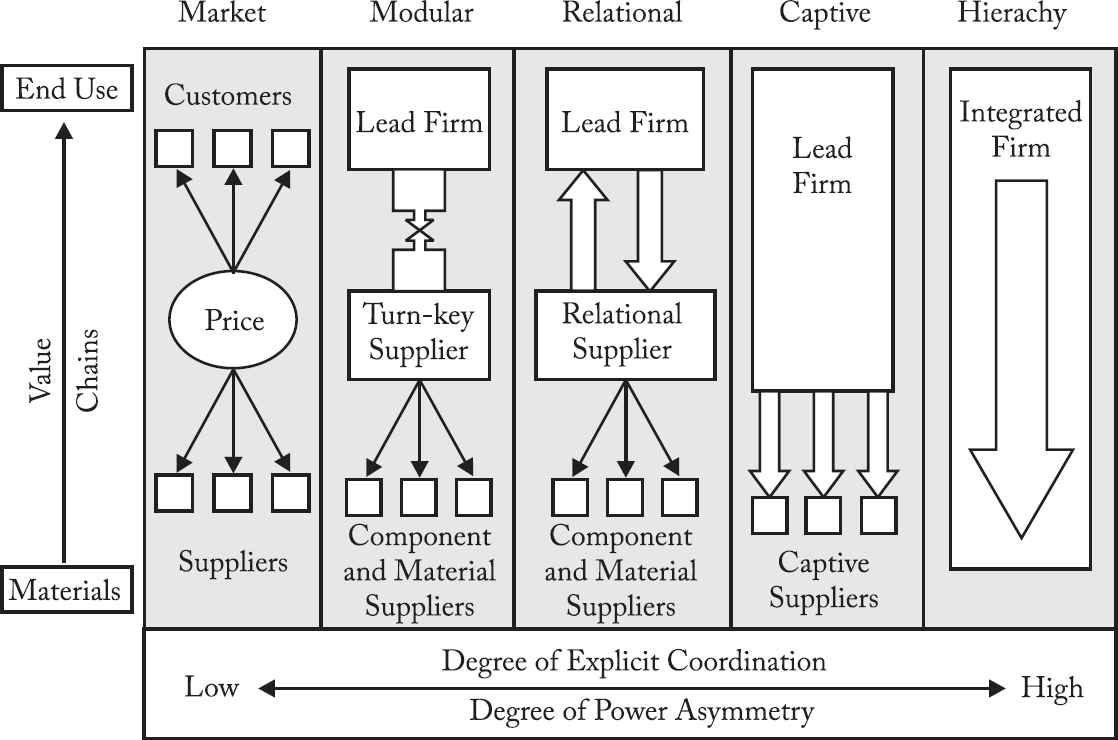 Market
Modular
Relational
Captive
Hierachy
End Use
Value
Chains
Materials
Customers
Price
Suppliers
Lead Firm
Turn-key
Supplier
Component
and Material
Suppliers
Lead Firm
Relational
Supplier
Component
and Material
Suppliers
Lead
Firm
Captive
Suppliers
Integrated
Firm
Degree of Explicit Coordination
Low
High
Degree of Power Asymmetry